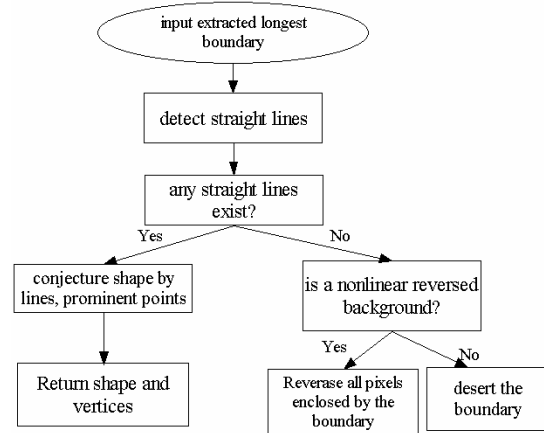 input extracted longest
boundary
detect straight lines
any straight lines
exist?
Yes
No
conjecture shape by
lines, prominent points
is a nonlinear reversed
background?
Return shape and
vertices
Yes
No
Reverase all pixels
enclosed by the
boundary
desert the
boundary